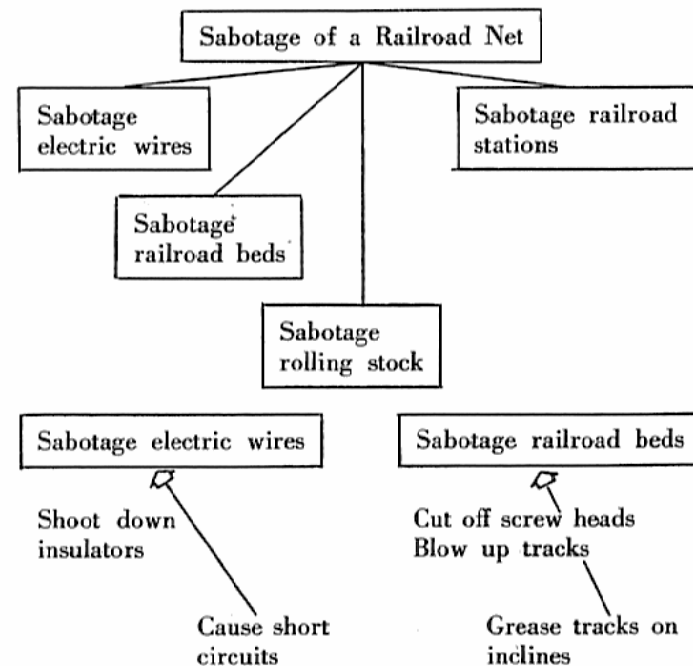 Sabotage of a Railroad Net
Sabotage
electric wires
Sabotage railroad
stations
Sabotage
railroad beds
Sabotage
rolling stock
Sabotage electric wires
Sabotage railroad beds
Shoot down
insulators
Cut off screw heads
Blow up tracks
Cause short
circuits
Grease tracks on
inclines